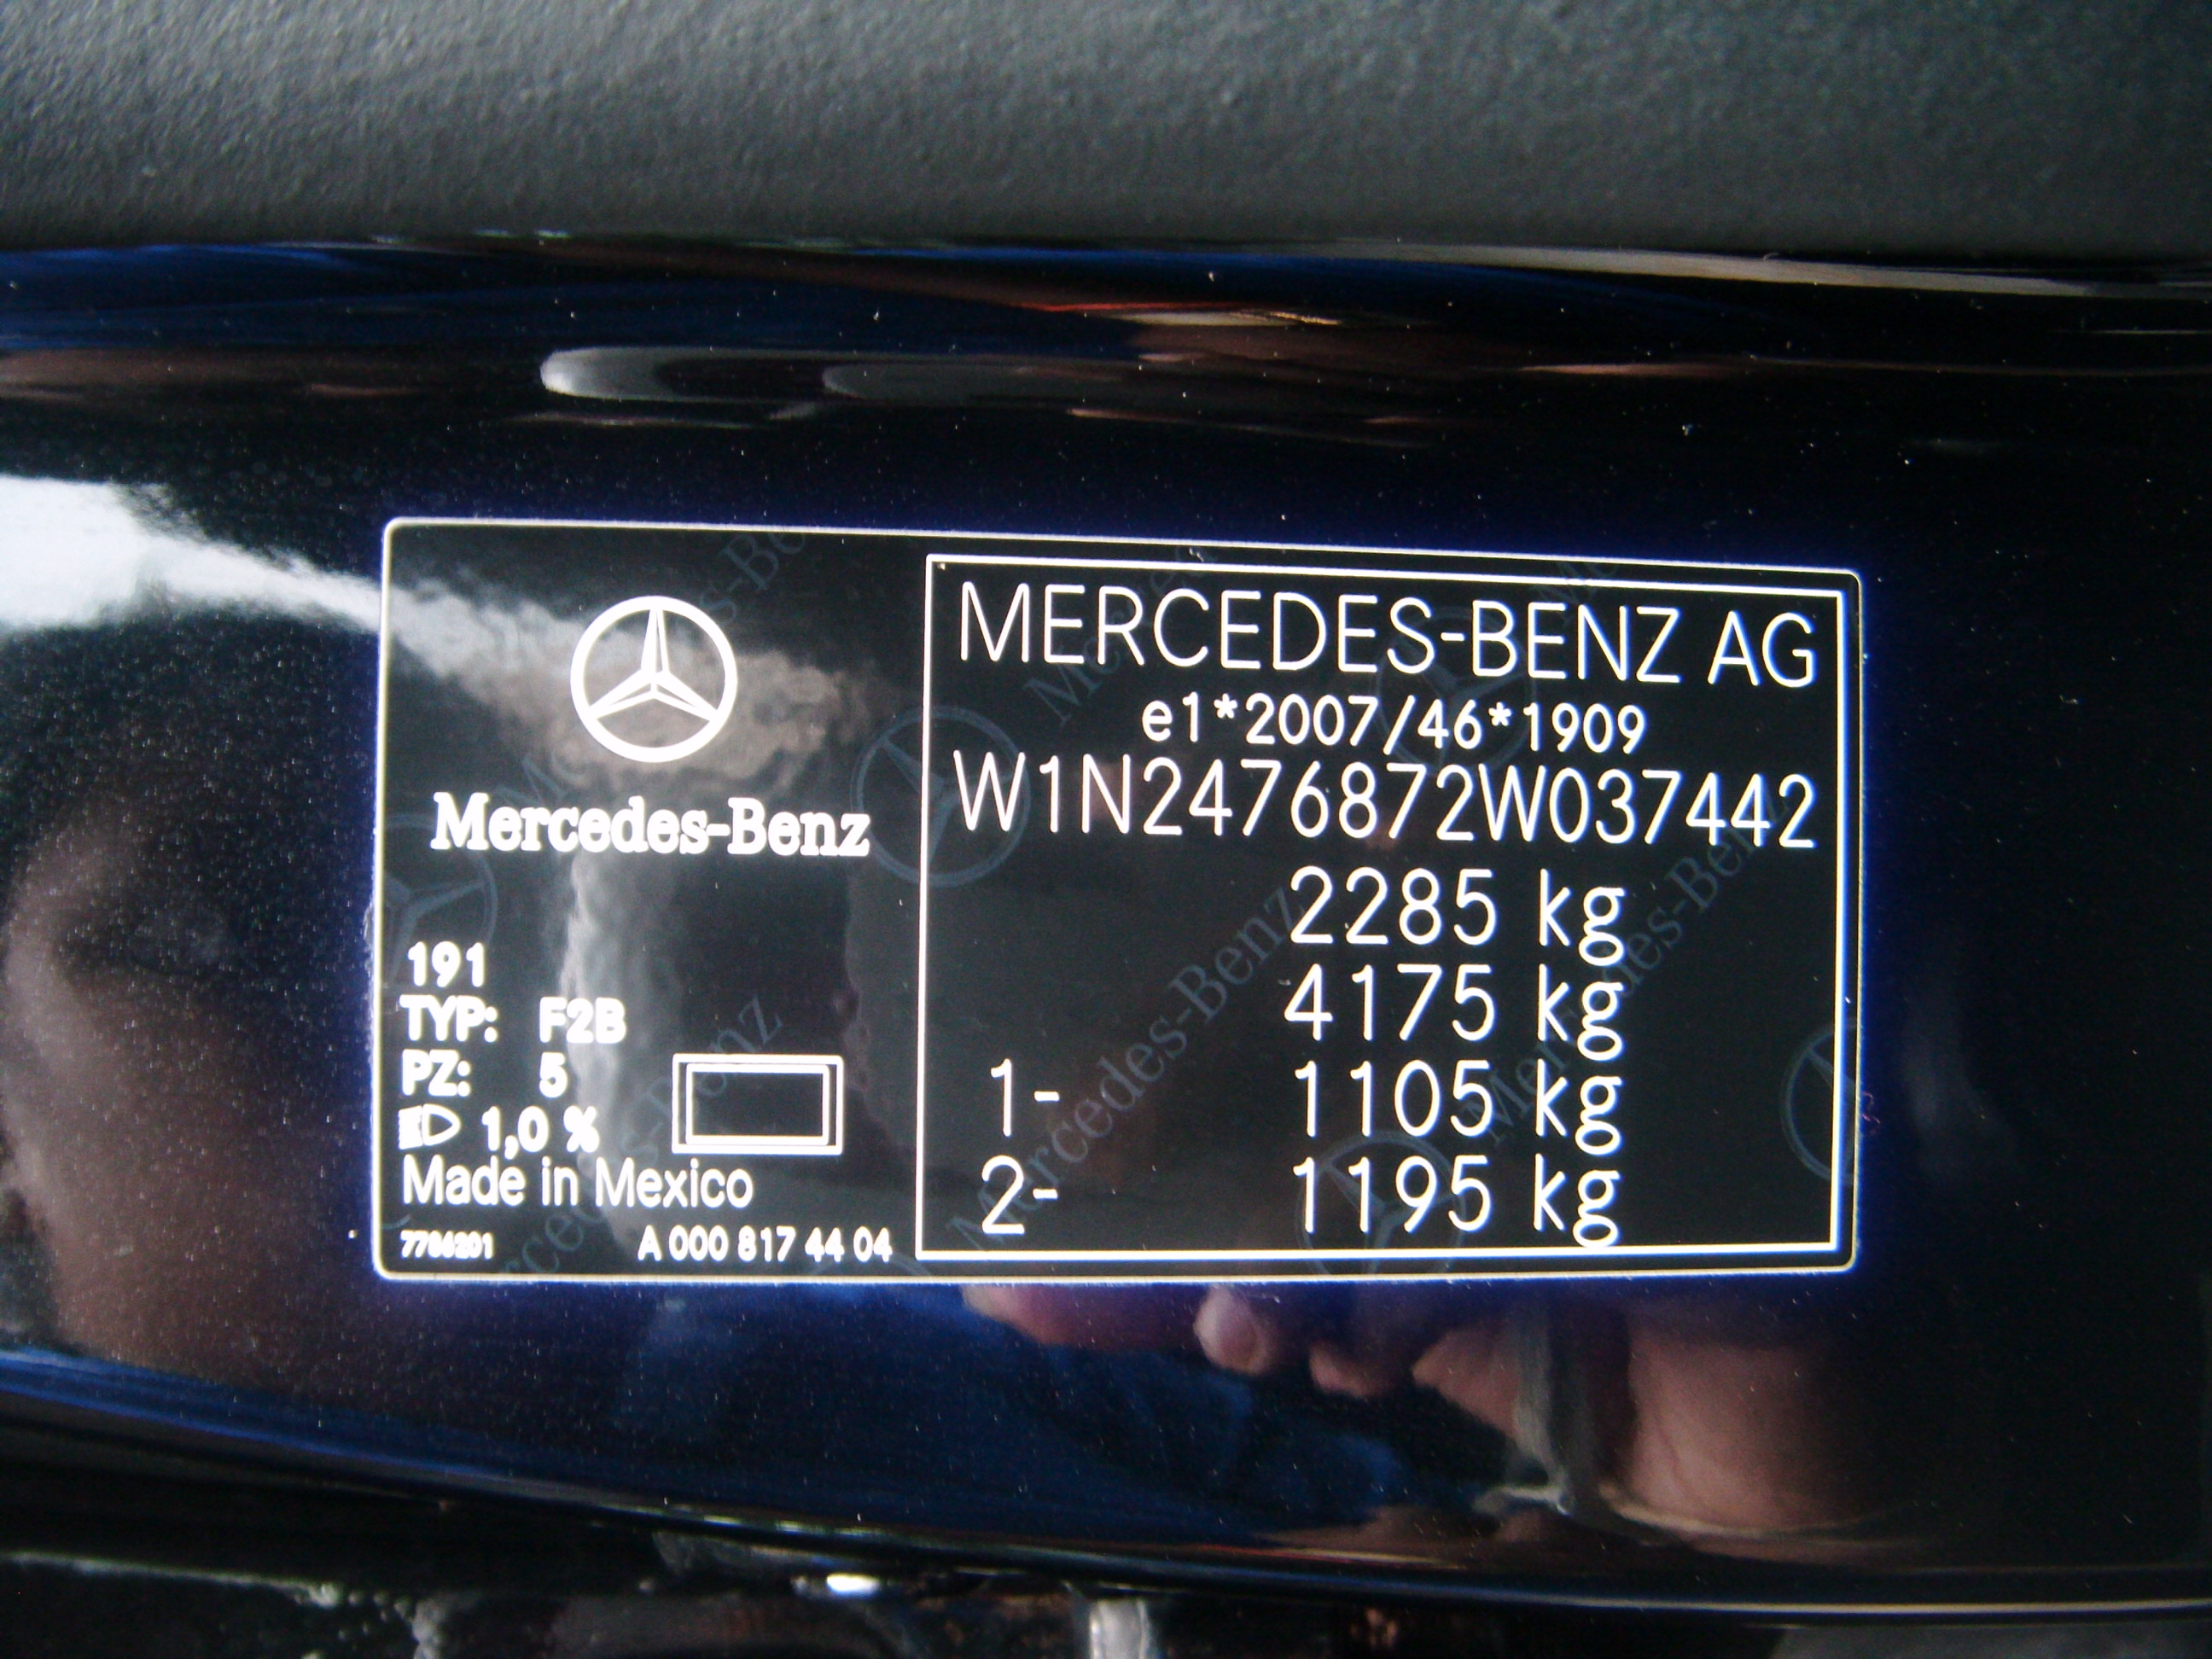 Mercedes-Benz
191
TYP: F2B
PZ: 5
1,0 %
Made in Mexico
A 000 817 44 04
MERCEDES-BENZ AG
e1*2007/46*1909
W1N2476872W037442
2285 kg
4175 kg
1- 1105 kg
2- 1195 kg